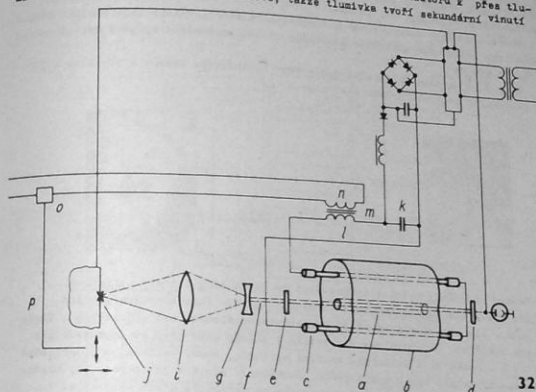 přes tlu-
takže tlumivka tvoří sekundární vinutí
n
o
m
k
l
p
j
i
g
f
e
c
a
b
d
32